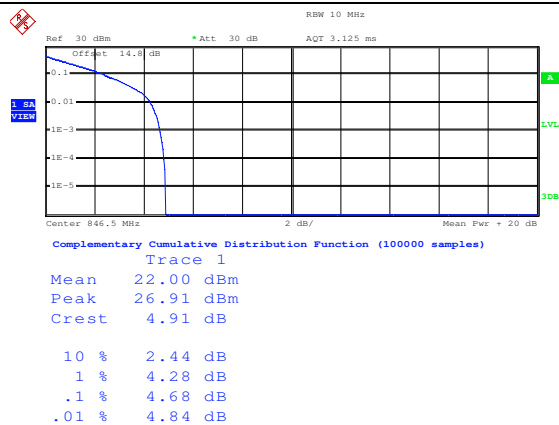 RBW 10 MHz
Ref 30 dBm * Att 30 dB AQT 3.125 ms
Offset 14.8 dB
0.1
A
0.01
1 SA
VIEW
LVL
1E-3
1E-4
1E-5
3DB
Center 846.5 MHz 2 dB/ Mean Pwr + 20 dB
Complementary Cumulative Distribution Function (100000 samples)
Trace 1
Mean 22.00 dBm
Peak 26.91 dBm
Crest 4.91 dB
10 % 2.44 dB
1 % 4.28 dB
.1 % 4.68 dB
.01 % 4.84 dB